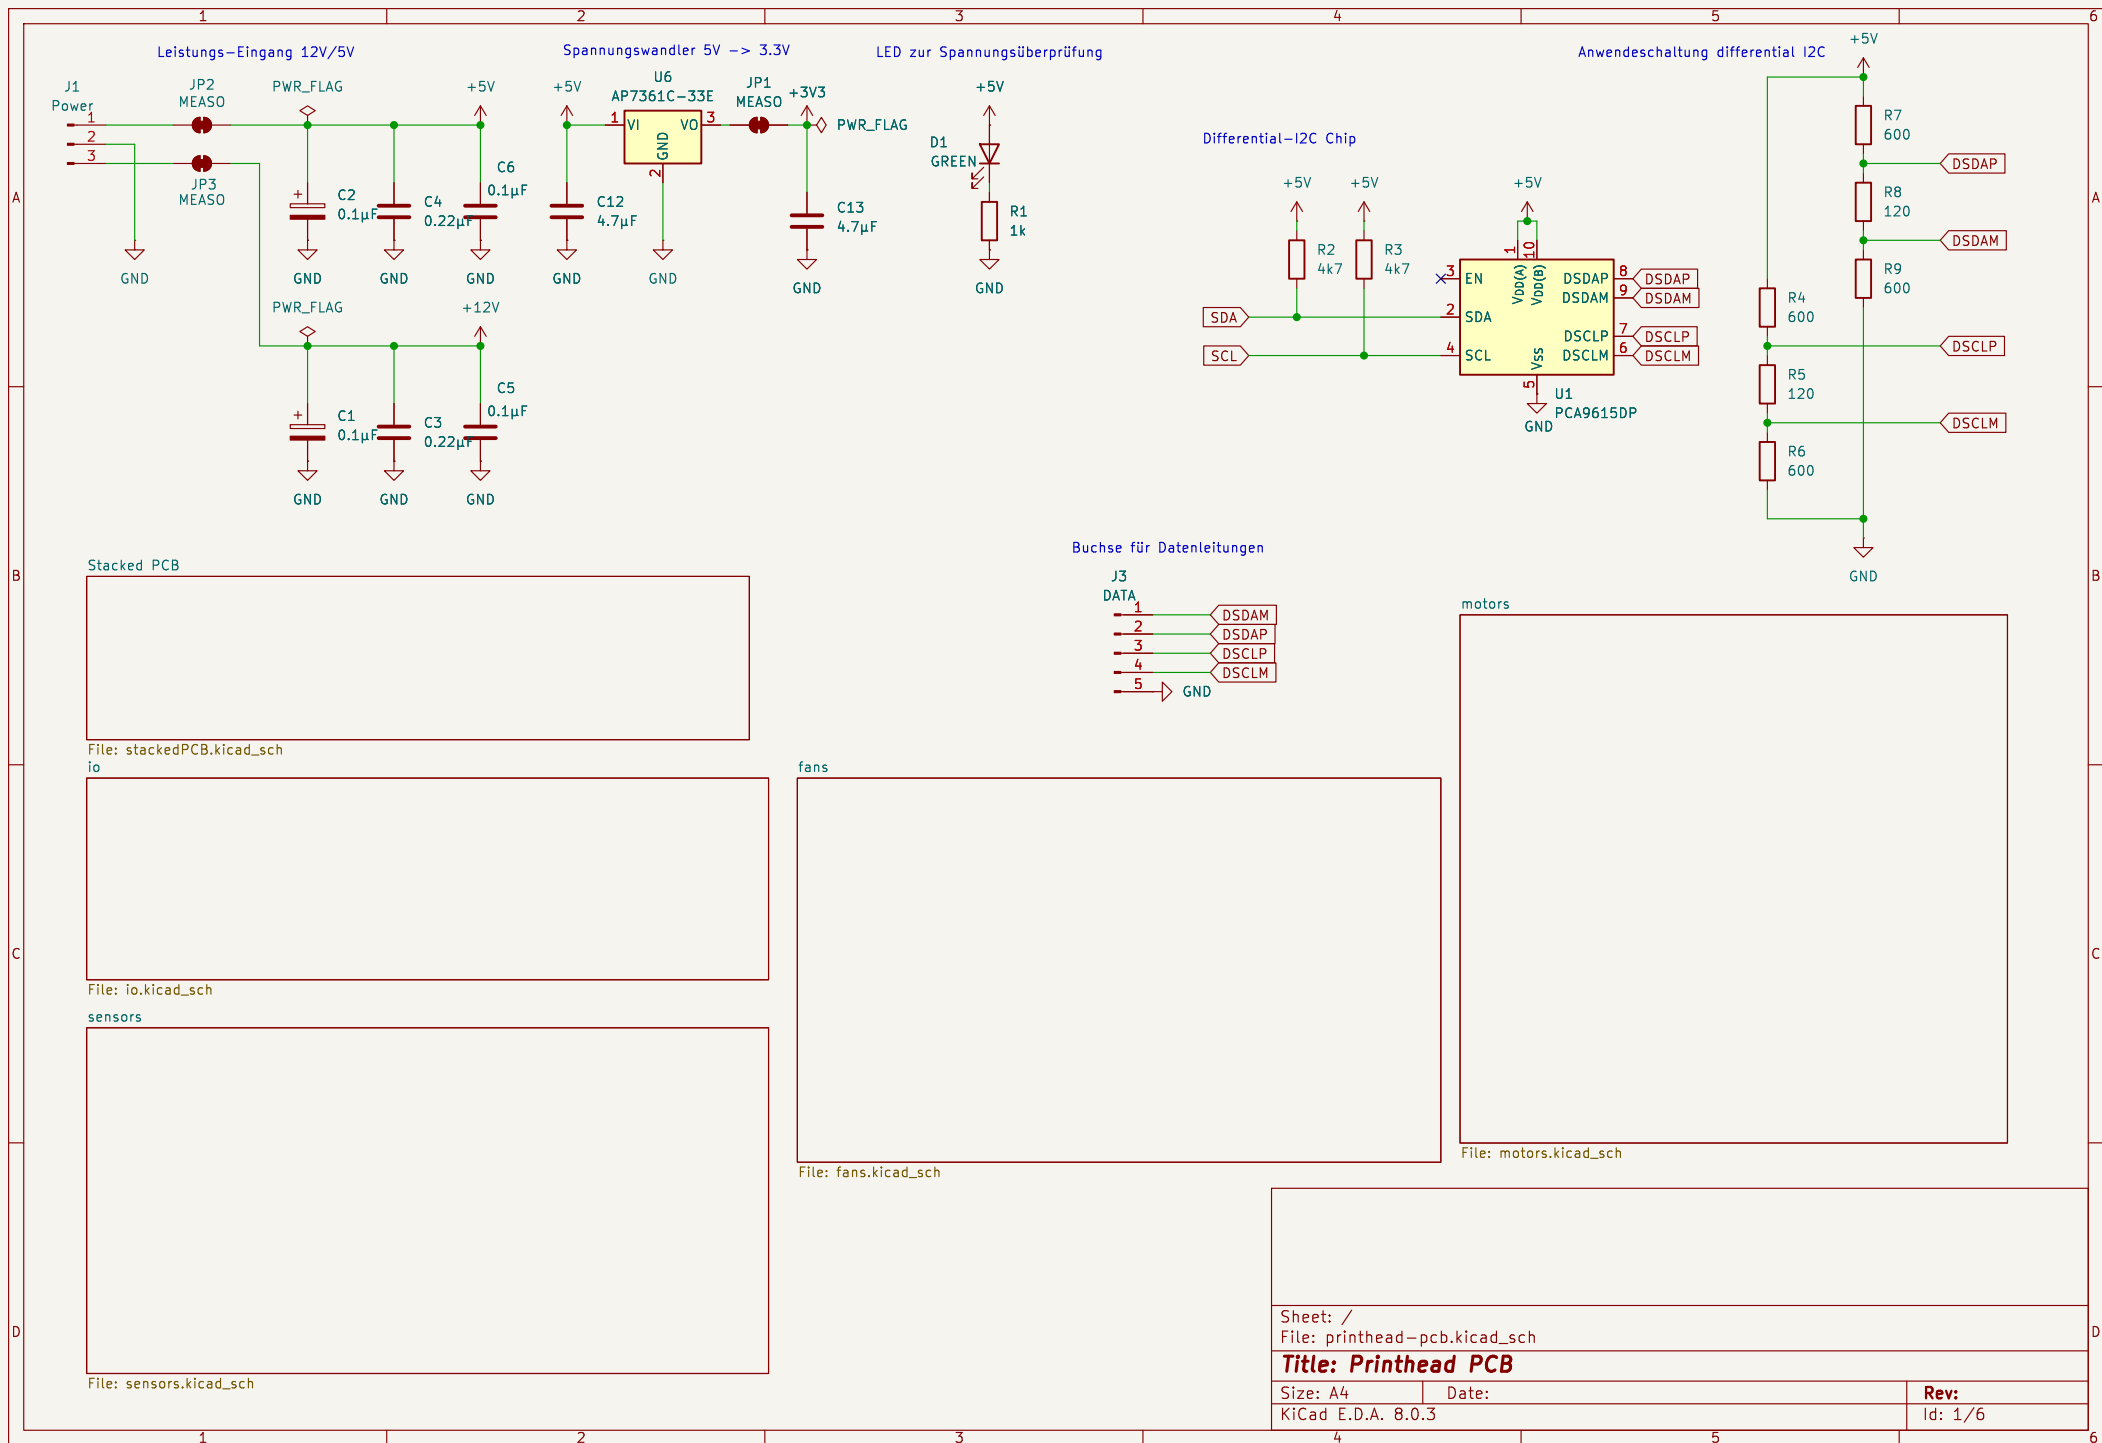 1 2 3 4 5 6
Leistungs-Eingang 12V/5V
Spannungswandler 5V -> 3.3V
LED zur Spannungsüberprüfung
Anwendeschaltung differential I2C
J1
Power
1
2
3
JP2
MEASO
JP3
MEASO
GND
PWR_FLAG
+5V
C2
0.1µF
GND
C4
0.22µF
GND
C6
0.1µF
GND
PWR_FLAG
+12V
C1
0.1µF
GND
C3
0.22µF
GND
C5
0.1µF
GND
+5V
C12
4.7µF
GND
U6
AP7361C-33E
1
VI
VO
3
GND
2
GND
JP1
MEASO
+3V3
PWR_FLAG
C13
4.7µF
GND
+5V
D1
GREEN
R1
1k
GND
Differential-I2C Chip
+5V
R2
4k7
+5V
R3
4k7
+5V
SDA
SCL
1
10
VDD(A)
VDD(B)
3
EN
2
SDA
4
SCL
VSS
5
DSDAP
8
DSDAP
DSDAM
9
DSDAM
DSCLP
7
DSCLP
DSCLM
6
DSCLM
U1
PCA9615DP
GND
+5V
R7
600
DSDAP
R8
120
DSDAM
R9
600
R4
600
DSCLP
R5
120
DSCLM
R6
600
GND
Buchse für Datenleitungen
J3
DATA
1
DSDAM
2
DSDAP
3
DSCLP
4
DSCLM
5
GND
Stacked PCB
File: stackedPCB.kicad_sch
io
File: io.kicad_sch
sensors
File: sensors.kicad_sch
fans
File: fans.kicad_sch
motors
File: motors.kicad_sch
A
A
B
B
C
C
D
D
Sheet: /
File: printhead-pcb.kicad_sch
Title: Printhead PCB
Size: A4
Date:
Rev:
KiCad E.D.A. 8.0.3
Id: 1/6
1 2 3 4 5 6